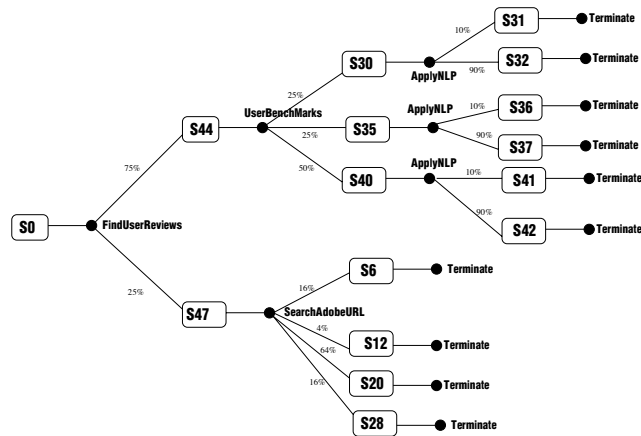 S31
Terminate
10%
S30
S32
Terminate
ApplyNLP
90%
25%
UserBenchMarks
ApplyNLP
S36
Terminate
10%
S44
S35
25%
90%
S37
Terminate
ApplyNLP
75%
50%
S40
10%
S41
Terminate
90%
S42
Terminate
S0
FindUserReviews
S6
Terminate
16%
25%
S47
SearchAdobeURL
4%
S12
Terminate
64%
S20
Terminate
16%
S28
Terminate